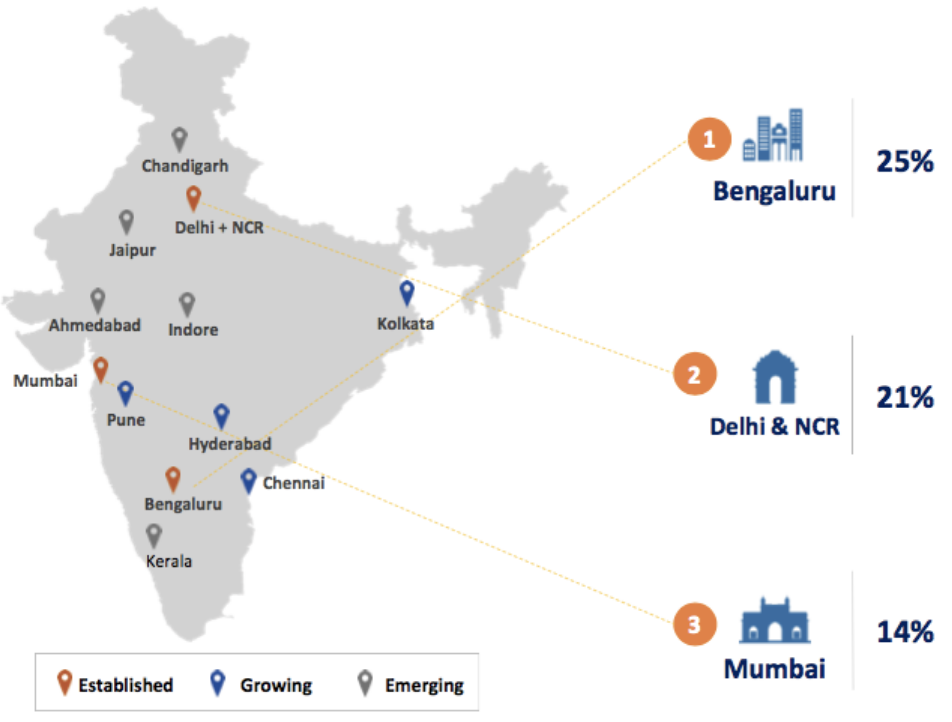 Chandigarh
Delhi + NCR
Jaipur
Ahmedabad
Indore
Kolkata
Mumbai
Pune
Hyderabad
Chennai
Bengaluru
Kerala
Established
Growing
Emerging
1
Bengaluru
25%
2
Delhi & NCR
21%
3
Mumbai
14%